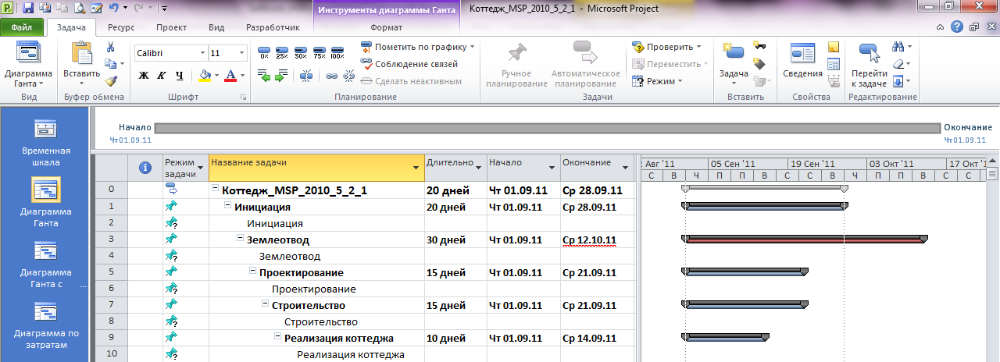 Инструменты диаграммы Ганта
Коттедж_MSP_2010_5_2_1 - Microsoft Project
Файл Задача Ресурс Проект Вид Разработчик Формат
Диаграмма Ганта
Вид
Вставить
Буфер обмена
Calibri 11
Ж К Ч
Шрифт
0% 25% 50% 75% 100%
Пометить по графику
Соблюдение связей
Сделать неактивным
Планирование
Ручное планирование
Автоматическое планирование
Проверить
Переместить
Режим
Задачи
Задача
Вставить
Сведения
Свойства
Перейти к задаче
Редактирование
Начало
Чт01.09.11
Окончание
Чт01.09.11
Временная шкала
Диаграмма Ганта
Диаграмма Ганта с ...
Диаграмма по затратам
Режим задачи Название задачи Длительно Начало Окончание
Авг '11 05 Сен '11 19 Сен '11 03 Окт '11 17 Окт '1
С В Ч П В С Ч П В С Ч П П В С В
0 Коттедж_MSP_2010_5_2_1 20 дней Чт 01.09.11 Ср 28.09.11
1 Инициация 20 дней Чт 01.09.11 Ср 28.09.11
2 Инициация
3 Землеотвод 30 дней Чт 01.09.11 Ср 12.10.11
4 Землеотвод
5 Проектирование 15 дней Чт 01.09.11 Ср 21.09.11
6 Проектирование
7 Строительство 15 дней Чт 01.09.11 Ср 21.09.11
8 Строительство
9 Реализация коттеджа 10 дней Чт 01.09.11 Ср 14.09.11
10 Реализация коттеджа